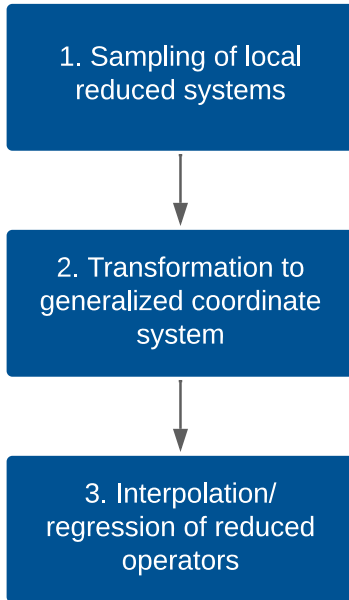 1. Sampling of local
reduced systems
2. Transformation to
generalized coordinate
system
3. Interpolation/
regression of reduced
operators